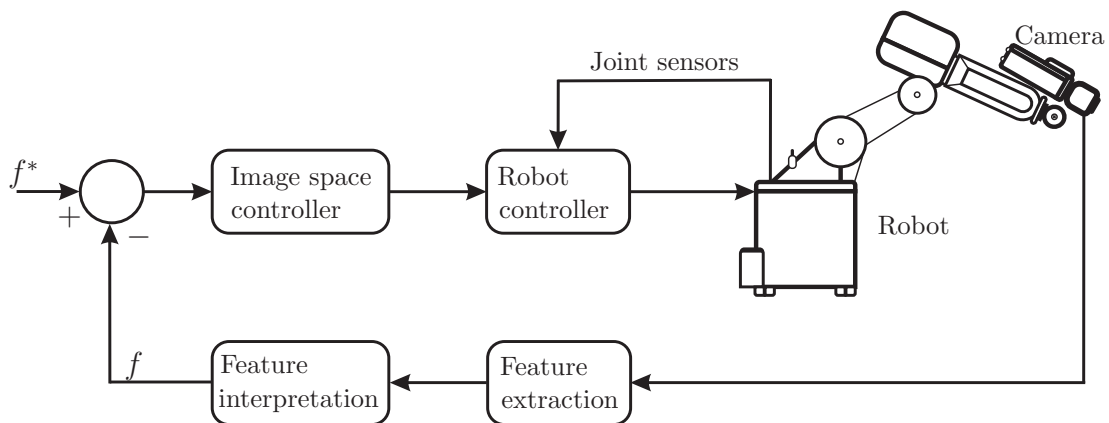 Camera
Joint sensors
f*
+
−
Image space
controller
Robot
controller
Robot
f
Feature
interpretation
Feature
extraction